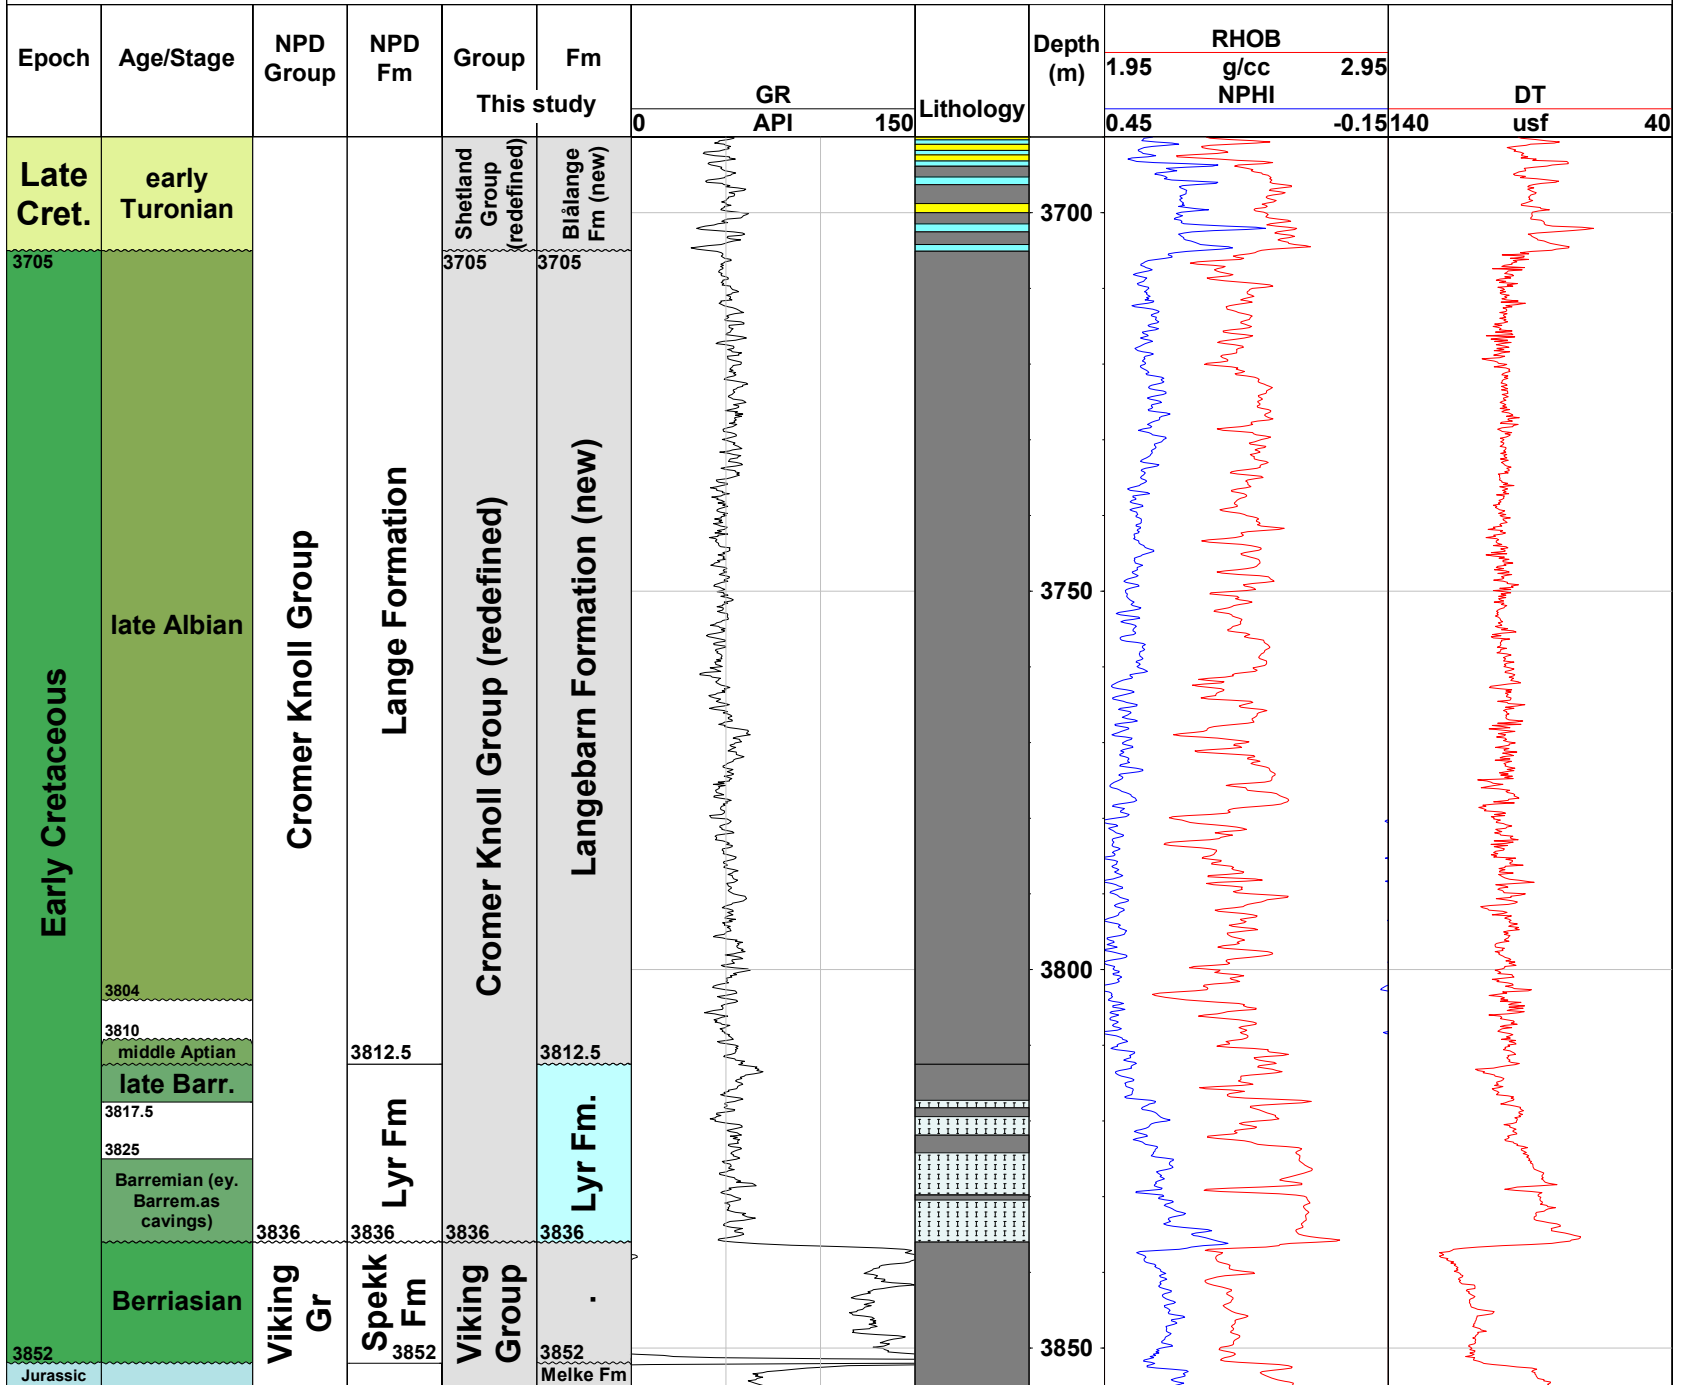 Epoch
Age/Stage
NPD
Group
NPD
Fm
Group
Fm
This study
GR
0 API 150
Lithology
Depth
(m)
RHOB
1.95 g/cc 2.95
NPHI
0.45 -0.15
DT
140 usf 40
Late
Cret.
early
Turonian
Shetland
Group
(redefined)
Blålange
Fm (new)
3700
3705
3705
3705
Early Cretaceous
late Albian
Cromer Knoll Group
Lange Formation
Cromer Knoll Group (redefined)
Langebarn Formation (new)
3750
3800
3804
3810
middle Aptian
3812.5
3812.5
late Barr.
3817.5
3825
Barremian (ey.
Barrem.as
cavings)
Lyr Fm
Lyr Fm.
3836
3836
3836
3836
Berriasian
Viking
Gr
Spekk
Fm
Viking
Group
.
3850
3852
3852
3852
Jurassic
Melke Fm